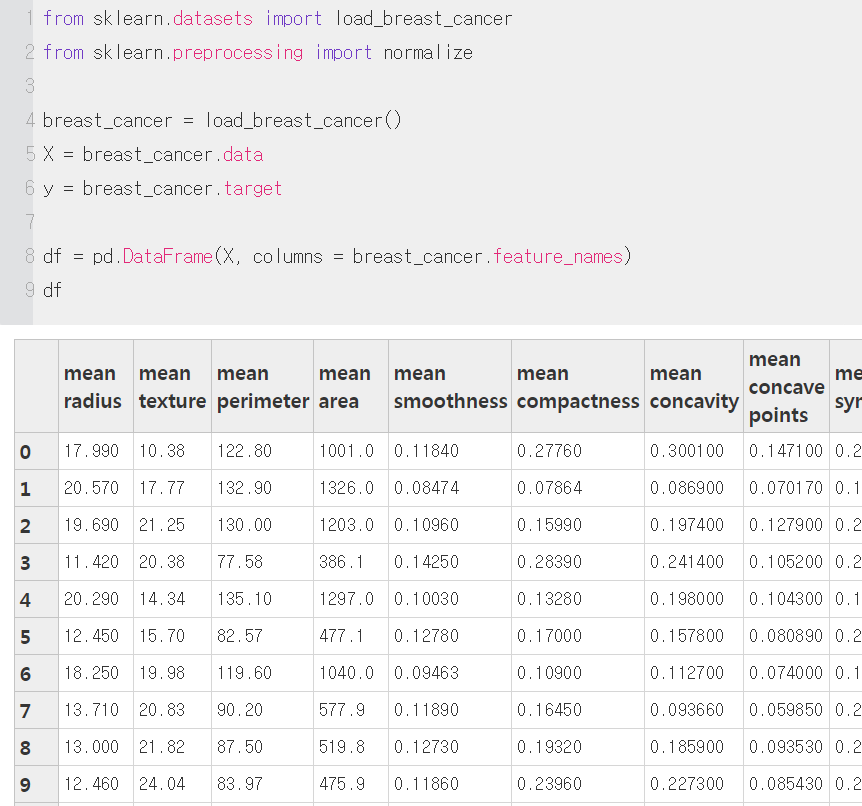 1 from sklearn.datasets import load_breast_cancer
2 from sklearn.preprocessing import normalize
3
4 breast_cancer = load_breast_cancer()
5 X = breast_cancer.data
6 y = breast_cancer.target
7
8 df = pd.DataFrame(X, columns = breast_cancer.feature_names)
9 df
mean radius mean texture mean perimeter mean area mean smoothness mean compactness mean concavity mean concave points
0 17.990 10.38 122.80 1001.0 0.11840 0.27760 0.300100 0.147100 0.2
1 20.570 17.77 132.90 1326.0 0.08474 0.07864 0.086900 0.070170 0.1
2 19.690 21.25 130.00 1203.0 0.10960 0.15990 0.197400 0.127900 0.2
3 11.420 20.38 77.58 386.1 0.14250 0.28390 0.241400 0.105200 0.2
4 20.290 14.34 135.10 1297.0 0.10030 0.13280 0.198000 0.104300 0.1
5 12.450 15.70 82.57 477.1 0.12780 0.17000 0.157800 0.080890 0.2
6 18.250 19.98 119.60 1040.0 0.09463 0.10900 0.112700 0.074000 0.1
7 13.710 20.83 90.20 577.9 0.11890 0.16450 0.093660 0.059850 0.2
8 13.000 21.82 87.50 519.8 0.12730 0.19320 0.185900 0.093530 0.2
9 12.460 24.04 83.97 475.9 0.11860 0.23960 0.227300 0.085430 0.2